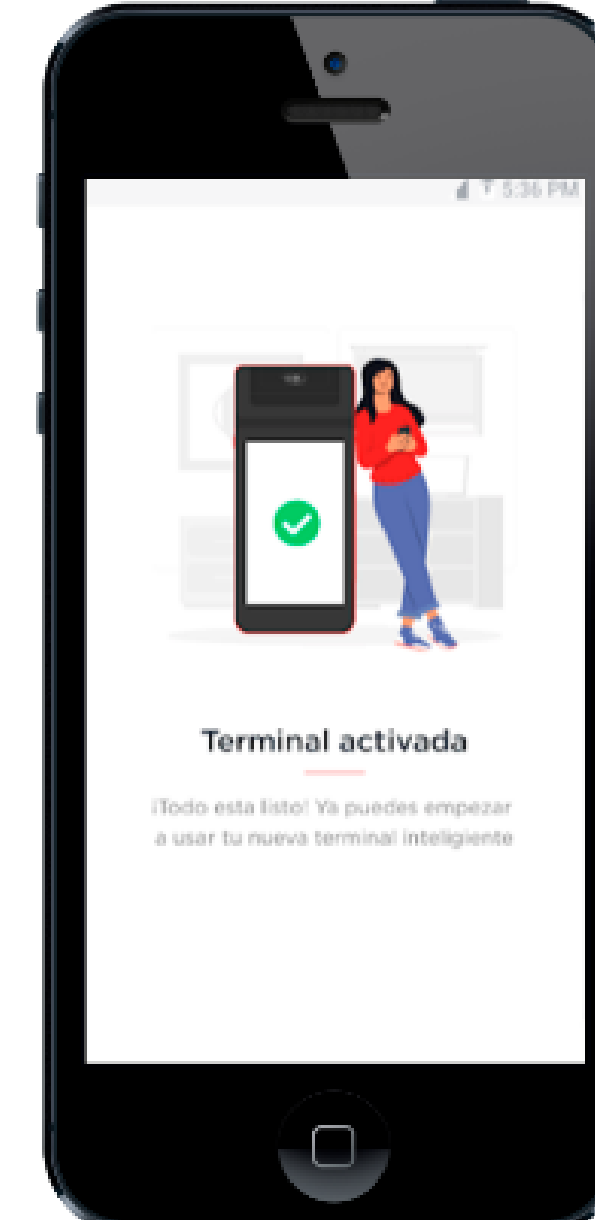 5:36 PM
Terminal activada
¡Todo esta listo! Ya puedes empezar
a usar tu nueva terminal inteligiente